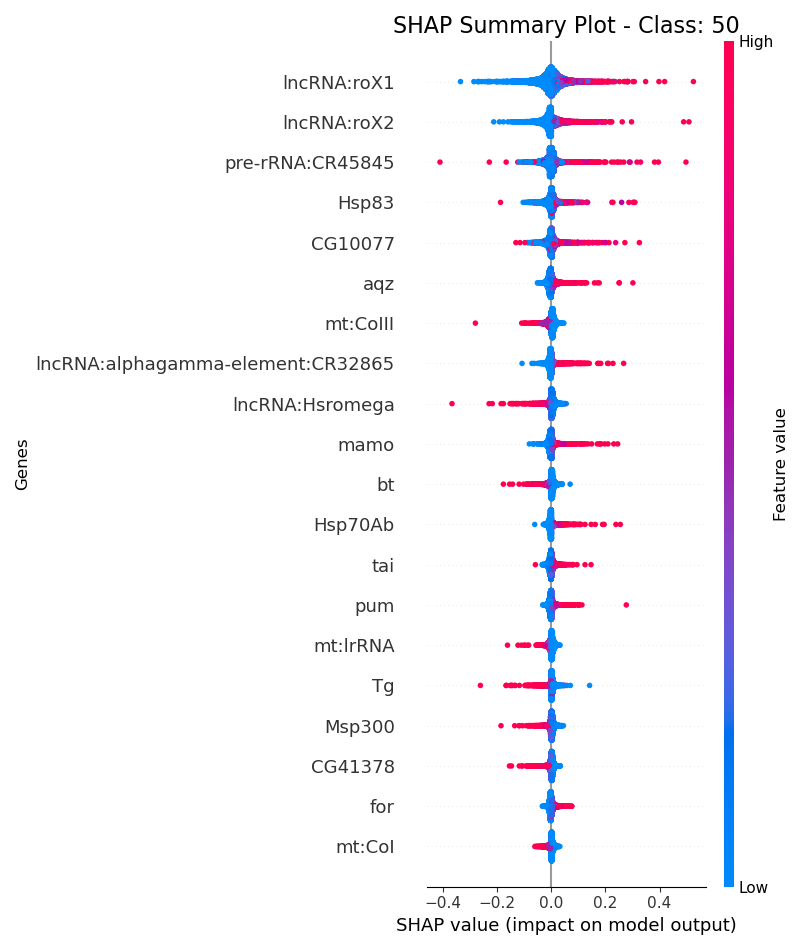 SHAP Summary Plot - Class: 50
High
lncRNA:roX1
lncRNA:roX2
pre-rRNA:CR45845
Hsp83
CG10077
aqz
mt:CoIII
lncRNA:alphagamma-element:CR32865
lncRNA:Hsromega
mamo
bt
Hsp70Ab
tai
pum
mt:lrRNA
Tg
Msp300
CG41378
for
mt:CoI
Genes
Feature value
Low
−0.4 −0.2 0.0 0.2 0.4
SHAP value (impact on model output)